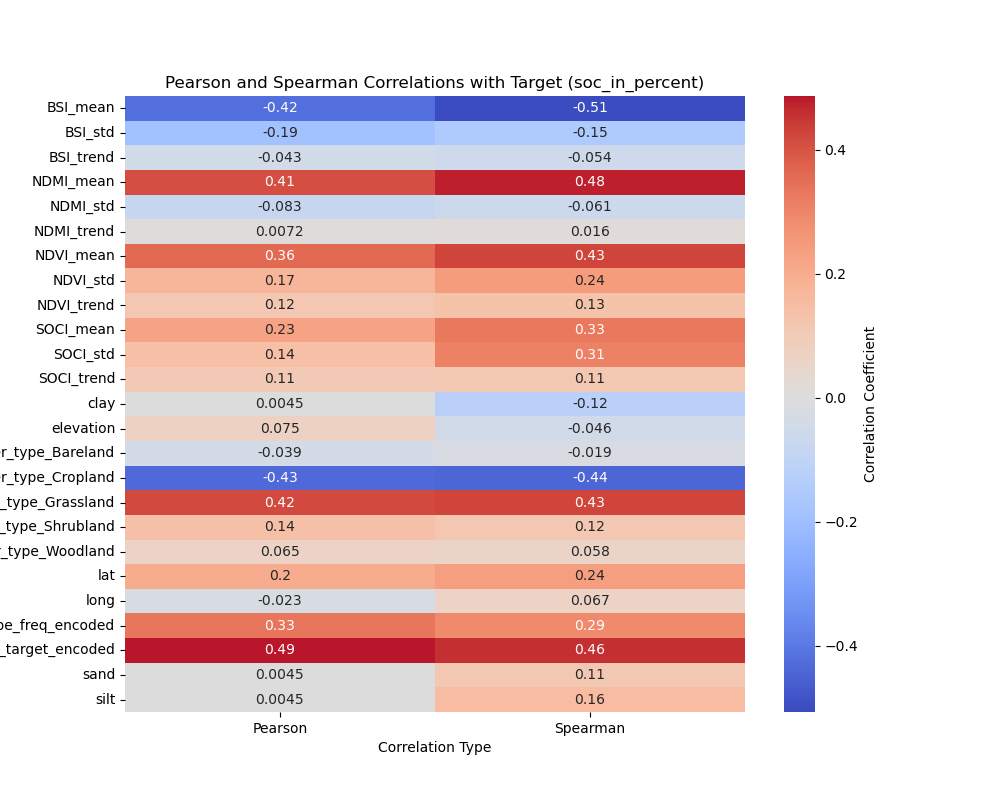 Pearson and Spearman Correlations with Target (soc_in_percent)
BSI_mean -0.42 -0.51
BSI_std -0.19 -0.15
BSI_trend -0.043 -0.054
NDMI_mean 0.41 0.48
NDMI_std -0.083 -0.061
NDMI_trend 0.0072 0.016
NDVI_mean 0.36 0.43
NDVI_std 0.17 0.24
NDVI_trend 0.12 0.13
SOCI_mean 0.23 0.33
SOCI_std 0.14 0.31
SOCI_trend 0.11 0.11
clay 0.0045 -0.12
elevation 0.075 -0.046
r_type_Bareland -0.039 -0.019
r_type_Cropland -0.43 -0.44
_type_Grassland 0.42 0.43
_type_Shrubland 0.14 0.12
r_type_Woodland 0.065 0.058
lat 0.2 0.24
long -0.023 0.067
pe_freq_encoded 0.33 0.29
_target_encoded 0.49 0.46
sand 0.0045 0.11
silt 0.0045 0.16
Pearson Spearman
Correlation Type
0.4
0.2
0.0
−0.2
−0.4
Correlation Coefficient